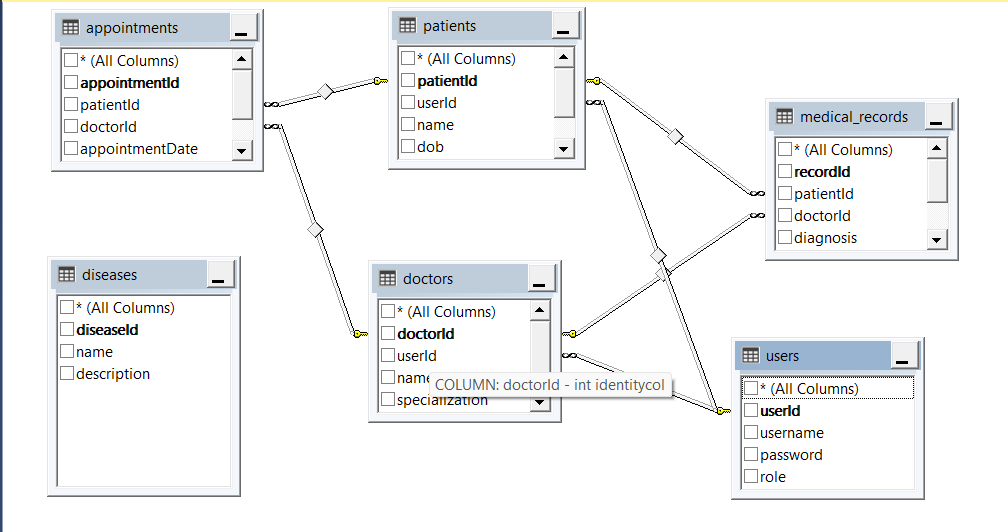 appointments
* (All Columns)
appointmentId
patientId
doctorId
appointmentDate
patients
* (All Columns)
patientId
userId
name
dob
medical_records
* (All Columns)
recordId
patientId
doctorId
diagnosis
diseases
* (All Columns)
diseaseId
name
description
doctors
* (All Columns)
doctorId
userId
name
COLUMN: doctorId - int identitycol
specialization
users
* (All Columns)
userId
username
password
role